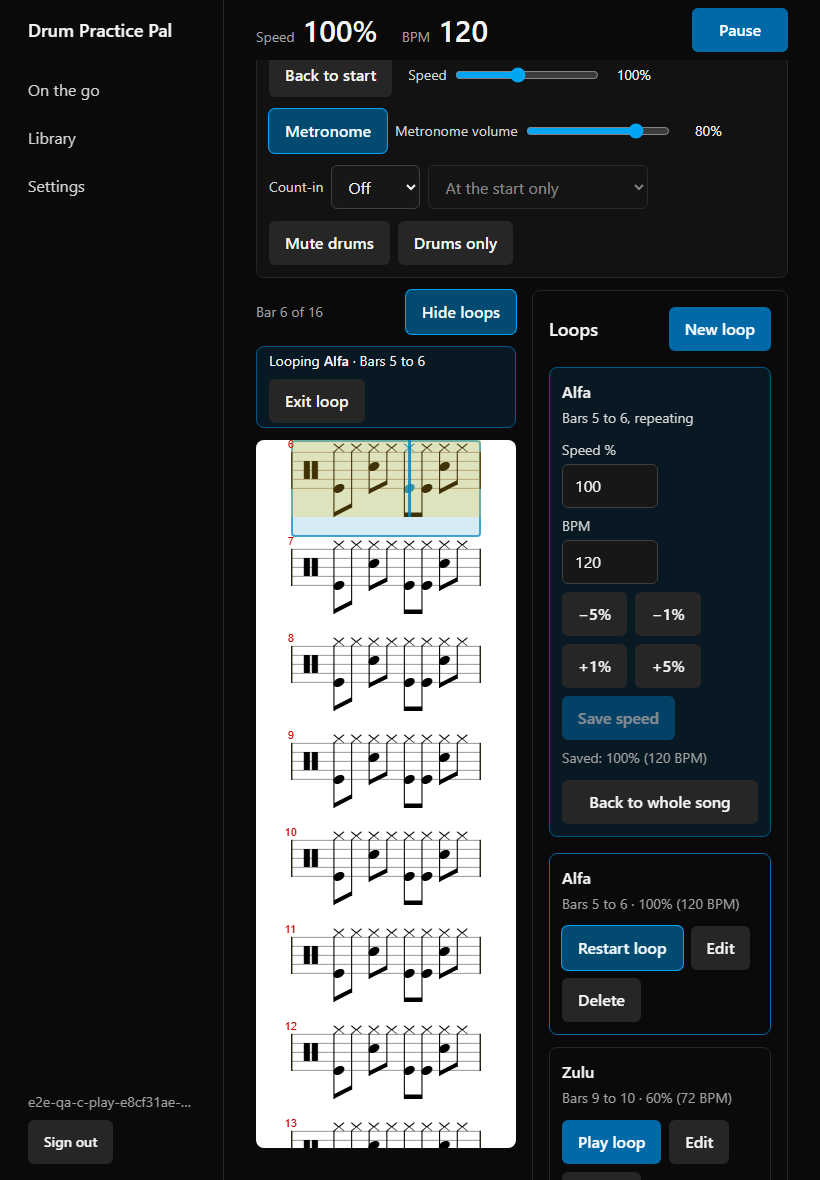 Drum Practice Pal
On the go
Library
Settings
e2e-qa-c-play-e8cf31ae-...
Sign out
Speed 100% BPM 120
Pause
Back to start Speed 100%
Metronome Metronome volume 80%
Count-in Off At the start only
Mute drums Drums only
Bar 6 of 16 Hide loops
Looping Alfa · Bars 5 to 6
Exit loop
6
7
8
9
10
11
12
13
Loops New loop
Alfa
Bars 5 to 6, repeating
Speed %
100
BPM
120
−5% −1%
+1% +5%
Save speed
Saved: 100% (120 BPM)
Back to whole song
Alfa
Bars 5 to 6 · 100% (120 BPM)
Restart loop Edit
Delete
Zulu
Bars 9 to 10 · 60% (72 BPM)
Play loop Edit